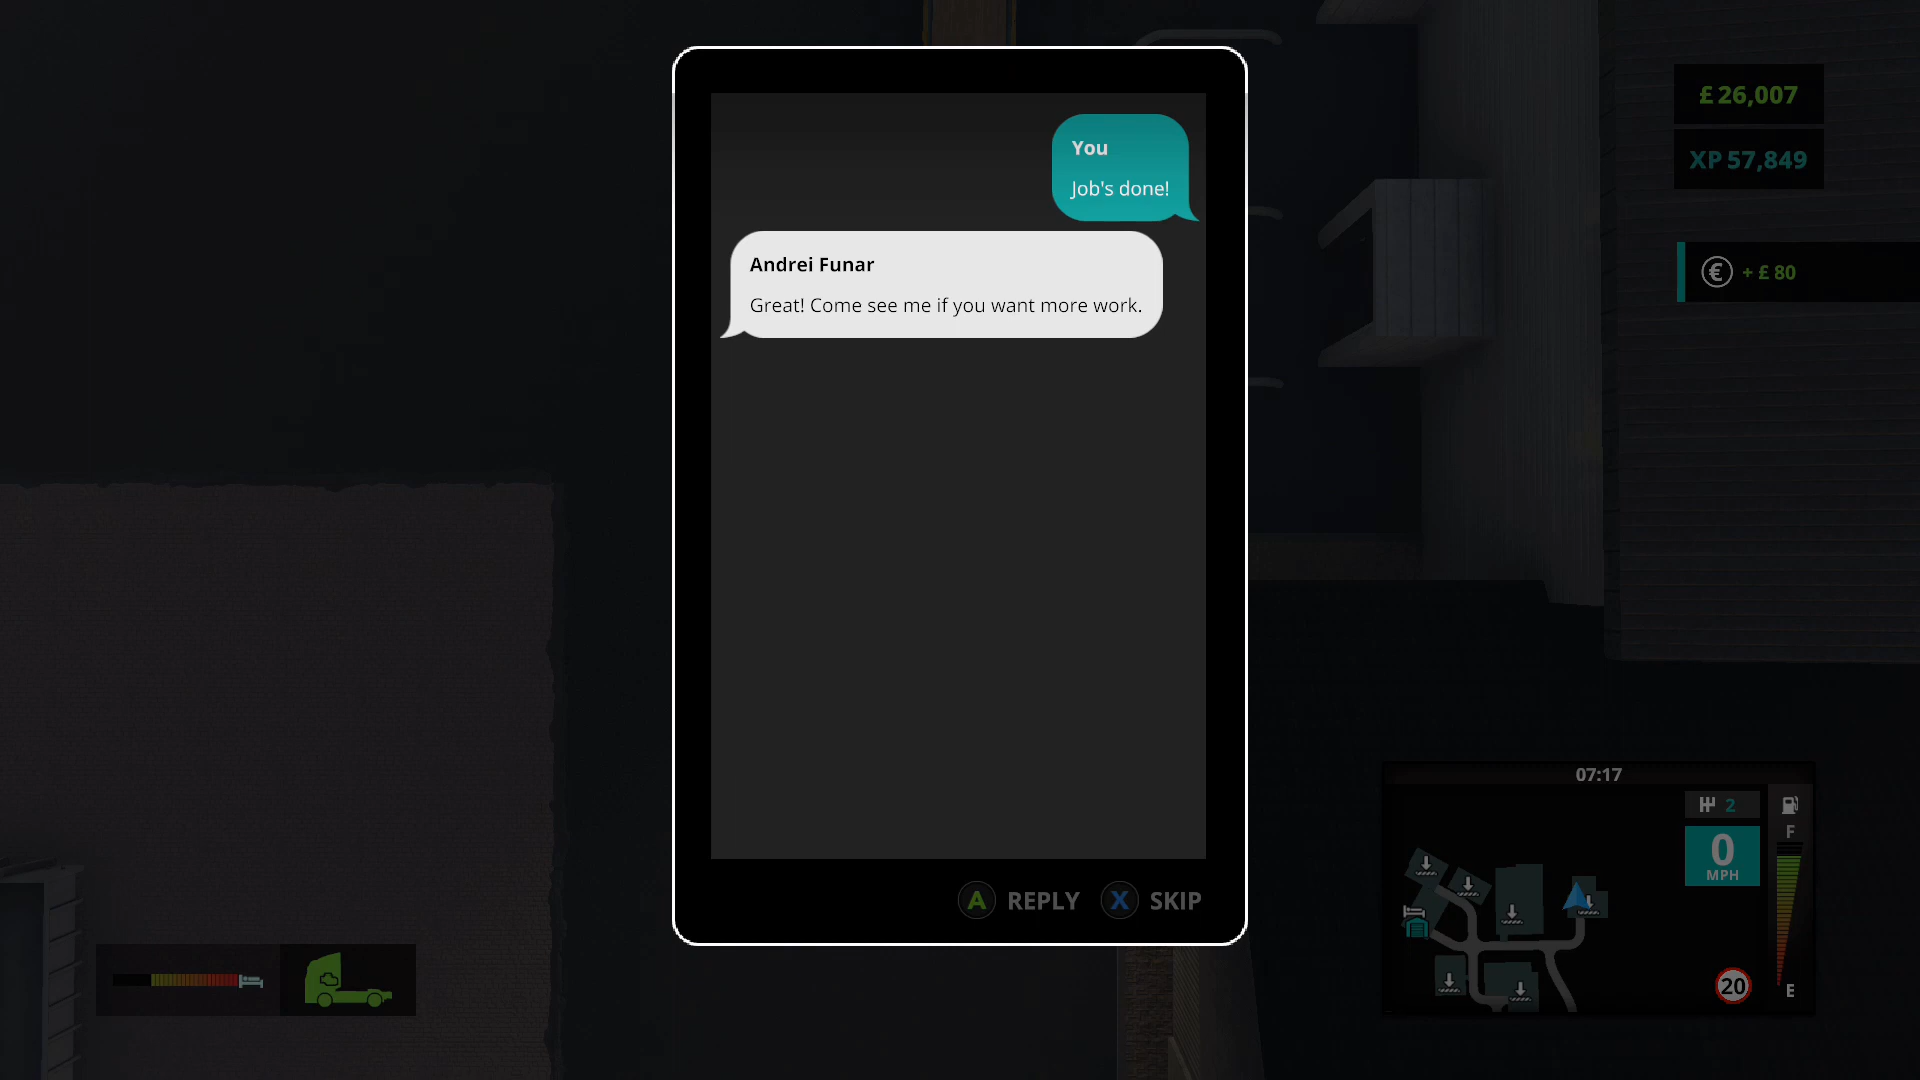 You
Job's done!
Andrei Funar
Great! Come see me if you want more work.
A REPLY X SKIP
£ 26,007
XP 57,849
€ + £ 80
07:17
2
F
0
MPH
20
E